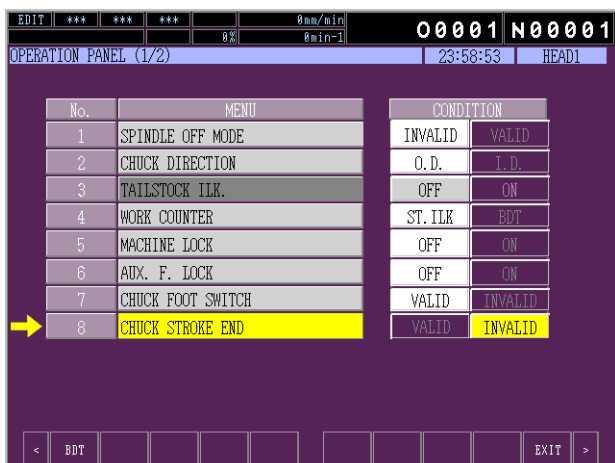 EDIT *** *** *** 0mm/min O0001 N00001
0% 0min-1
OPERATION PANEL (1/2) 23:58:53 HEAD1
No. MENU CONDITION
1 SPINDLE OFF MODE INVALID VALID
2 CHUCK DIRECTION O.D. I.D.
3 TAILSTOCK ILK. OFF ON
4 WORK COUNTER ST.ILK BDT
5 MACHINE LOCK OFF ON
6 AUX. F. LOCK OFF ON
7 CHUCK FOOT SWITCH VALID INVALID
8 CHUCK STROKE END VALID INVALID
< BDT EXIT >